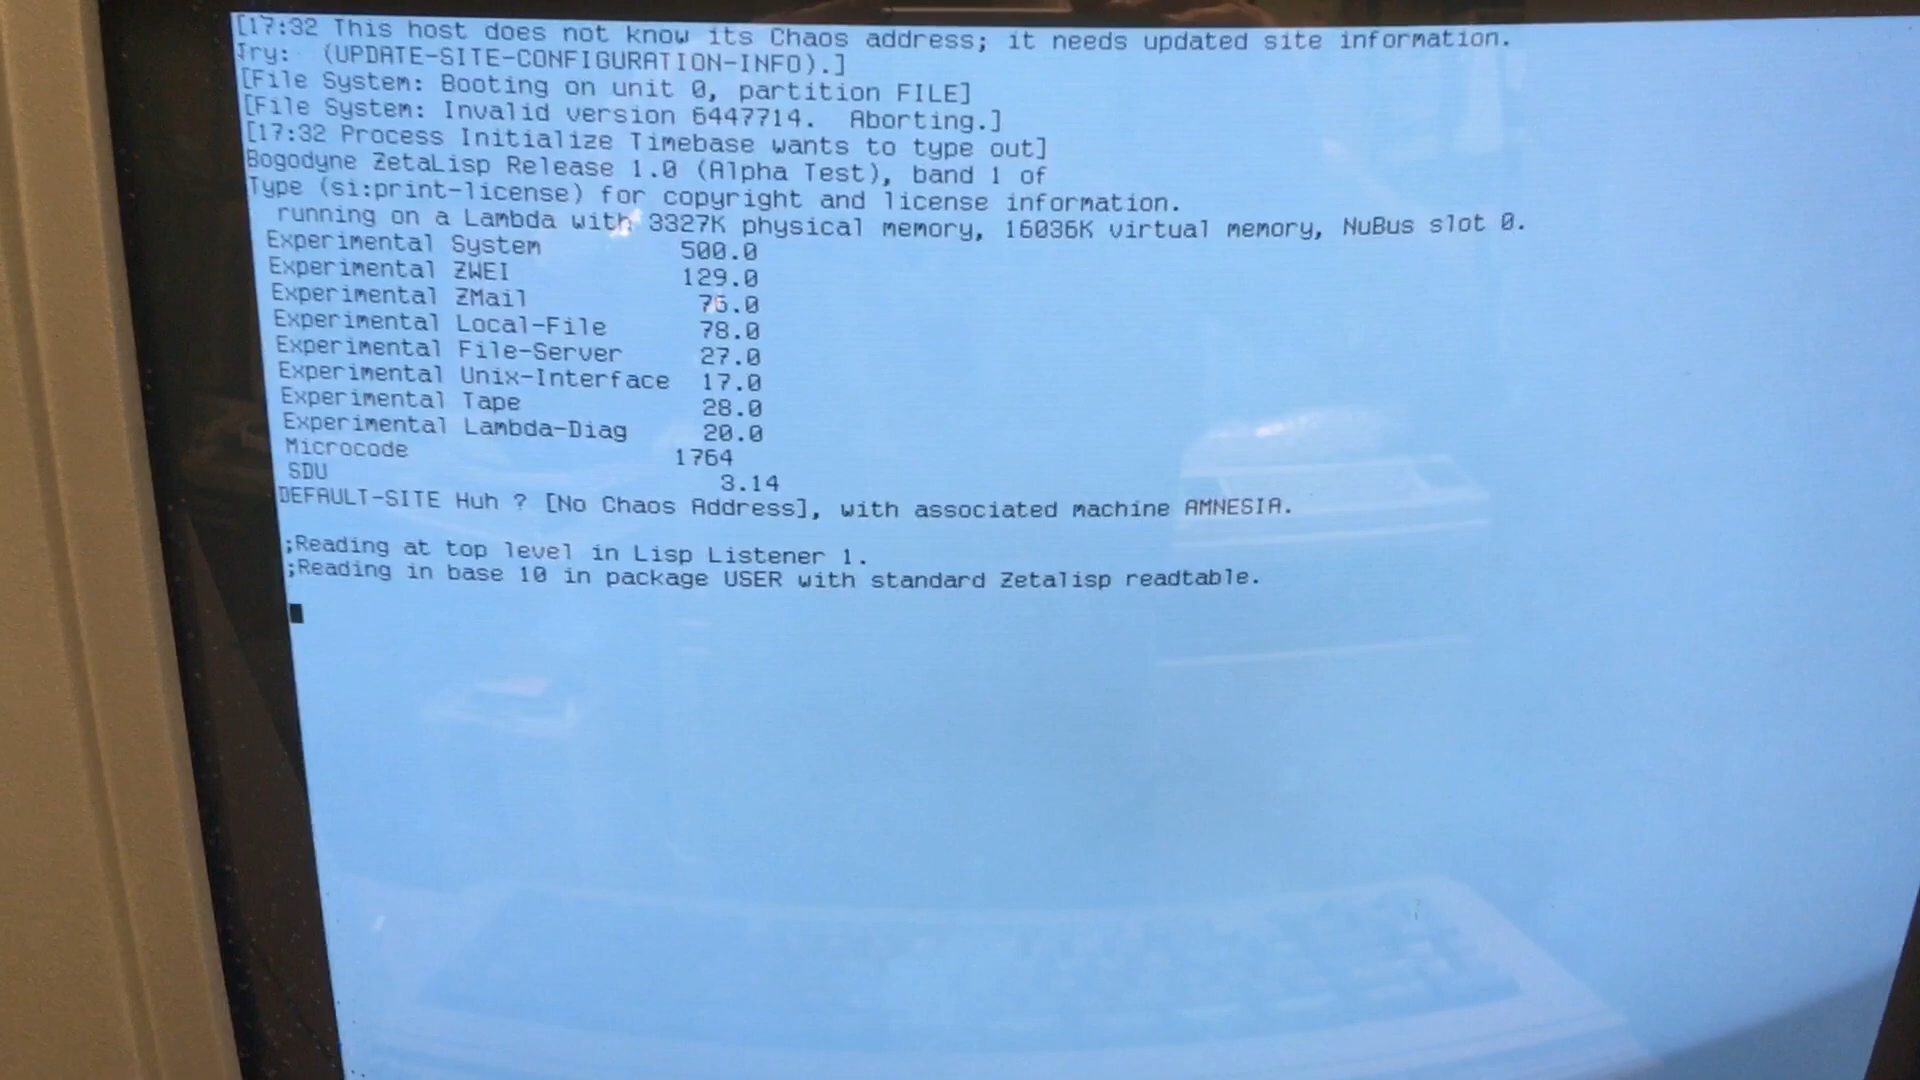 [17:32 This host does not know its Chaos address; it needs updated site information.
Try:  (UPDATE-SITE-CONFIGURATION-INFO).]
[File System: Booting on unit 0, partition FILE]
[File System: Invalid version 6447714.  Aborting.]
[17:32 Process Initialize Timebase wants to type out]
Bogodyne ZetaLisp Release 1.0 (Alpha Test), band 1 of
Type (si:print-license) for copyright and license information.
running on a Lambda with 3327K physical memory, 16036K virtual memory, NuBus slot 0.
Experimental System 500.0
Experimental ZWEI 129.0
Experimental ZMail 76.0
Experimental Local-File 78.0
Experimental File-Server 27.0
Experimental Unix-Interface 17.0
Experimental Tape 28.0
Experimental Lambda-Diag 20.0
Microcode 1764
SDU 3.14
DEFAULT-SITE Huh ? [No Chaos Address], with associated machine AMNESIA.
;Reading at top level in Lisp Listener 1.
;Reading in base 10 in package USER with standard Zetalisp readtable.